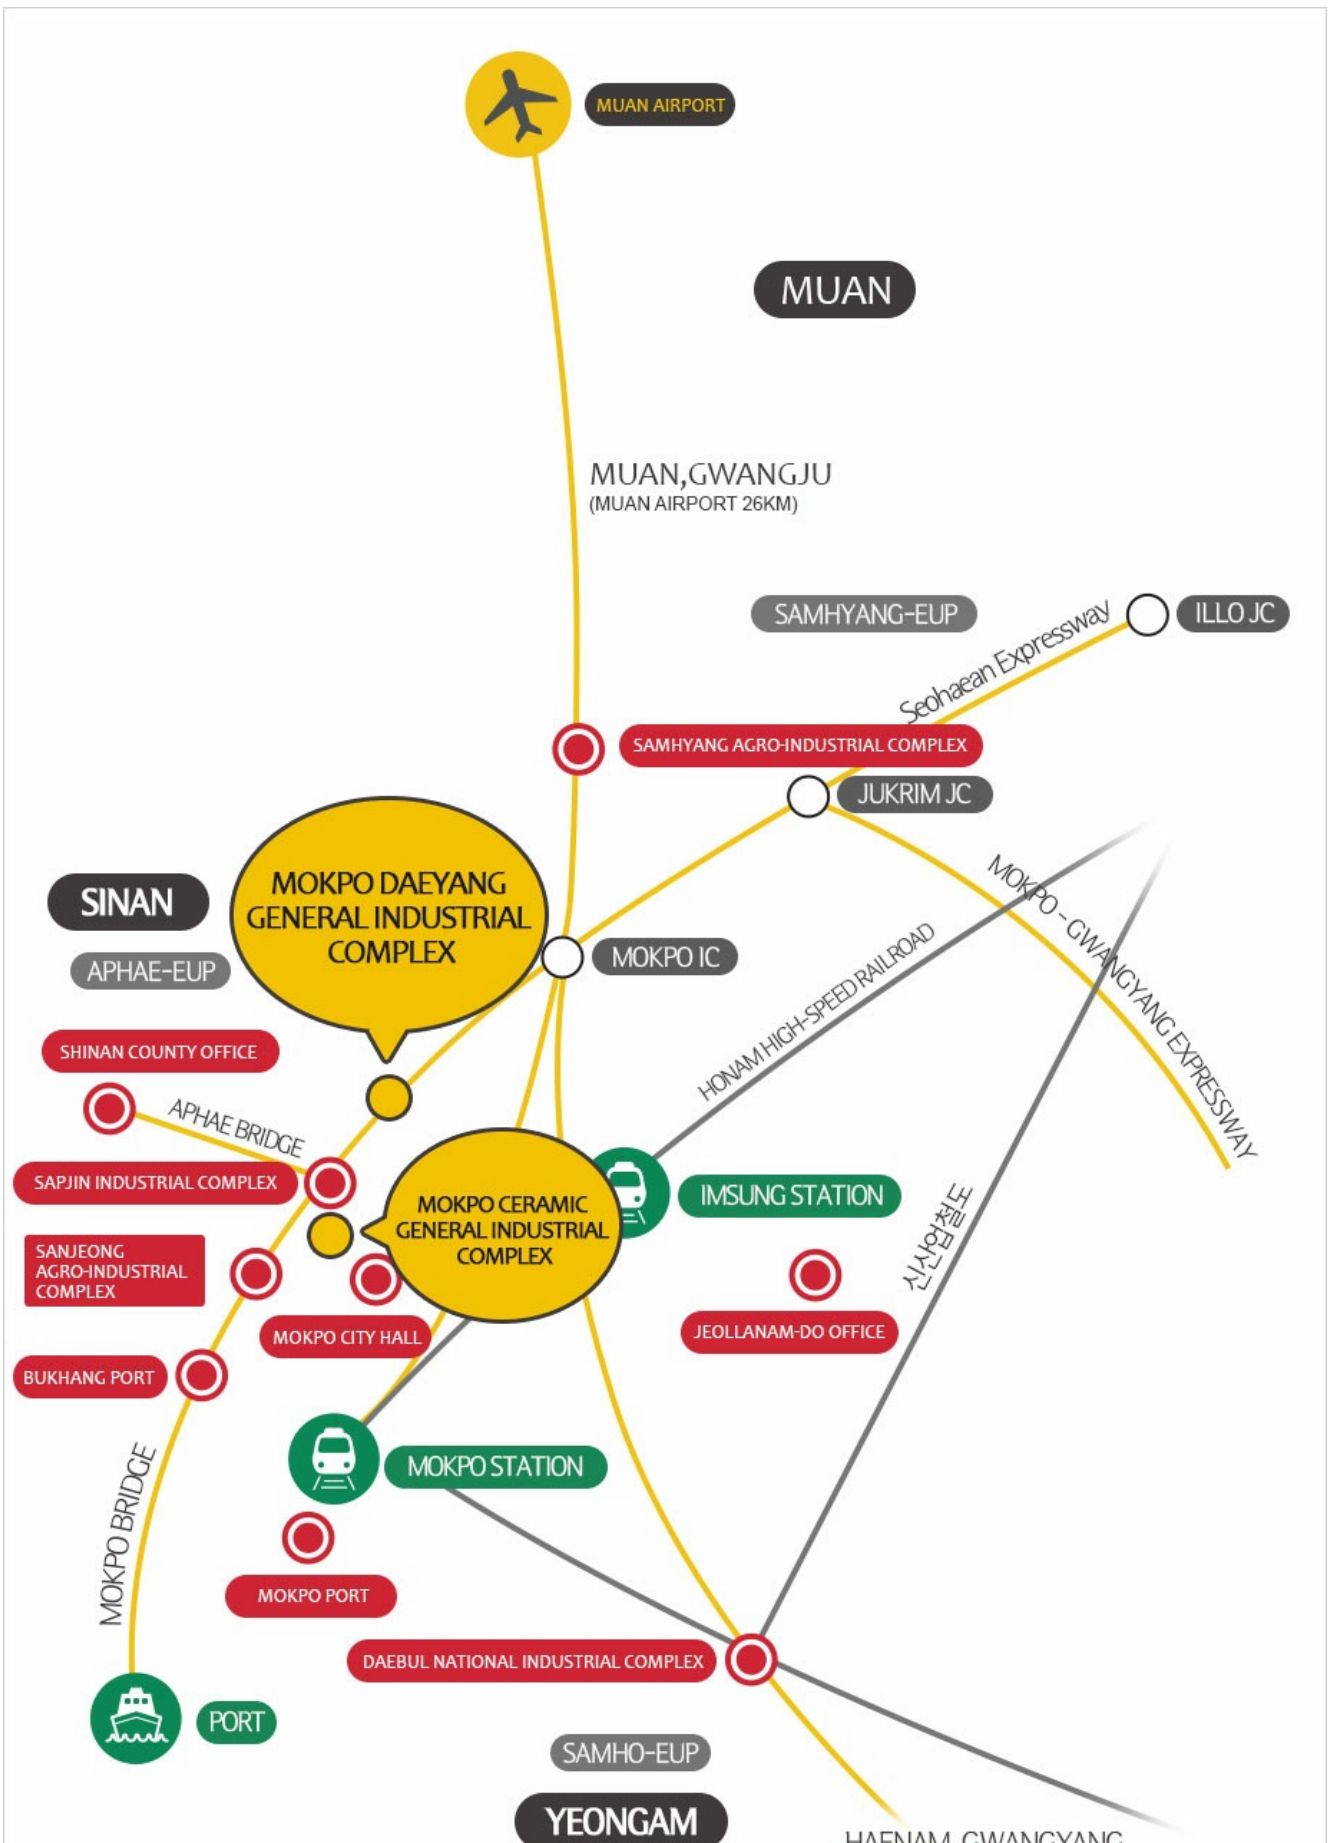 MUAN AIRPORT
MUAN
MUAN,GWANGJU
(MUAN AIRPORT 26KM)
SAMHYANG-EUP
Seohaean Expressway
ILLO JC
SAMHYANG AGRO-INDUSTRIAL COMPLEX
JUKRIM JC
MOKPO DAEYANG
GENERAL INDUSTRIAL
COMPLEX
SINAN
APHAE-EUP
MOKPO IC
HONAM HIGH-SPEED RAILROAD
MOKPO - GWANGYANG EXPRESSWAY
SHINAN COUNTY OFFICE
APHAE BRIDGE
SAPJIN INDUSTRIAL COMPLEX
MOKPO CERAMIC
GENERAL INDUSTRIAL
COMPLEX
IMSUNG STATION
신산업철도
SANJEONG
AGRO-INDUSTRIAL
COMPLEX
MOKPO CITY HALL
JEOLLANAM-DO OFFICE
BUKHANG PORT
MOKPO STATION
MOKPO BRIDGE
MOKPO PORT
DAEBUL NATIONAL INDUSTRIAL COMPLEX
PORT
SAMHO-EUP
YEONGAM
HAENAM, GWANGYANG